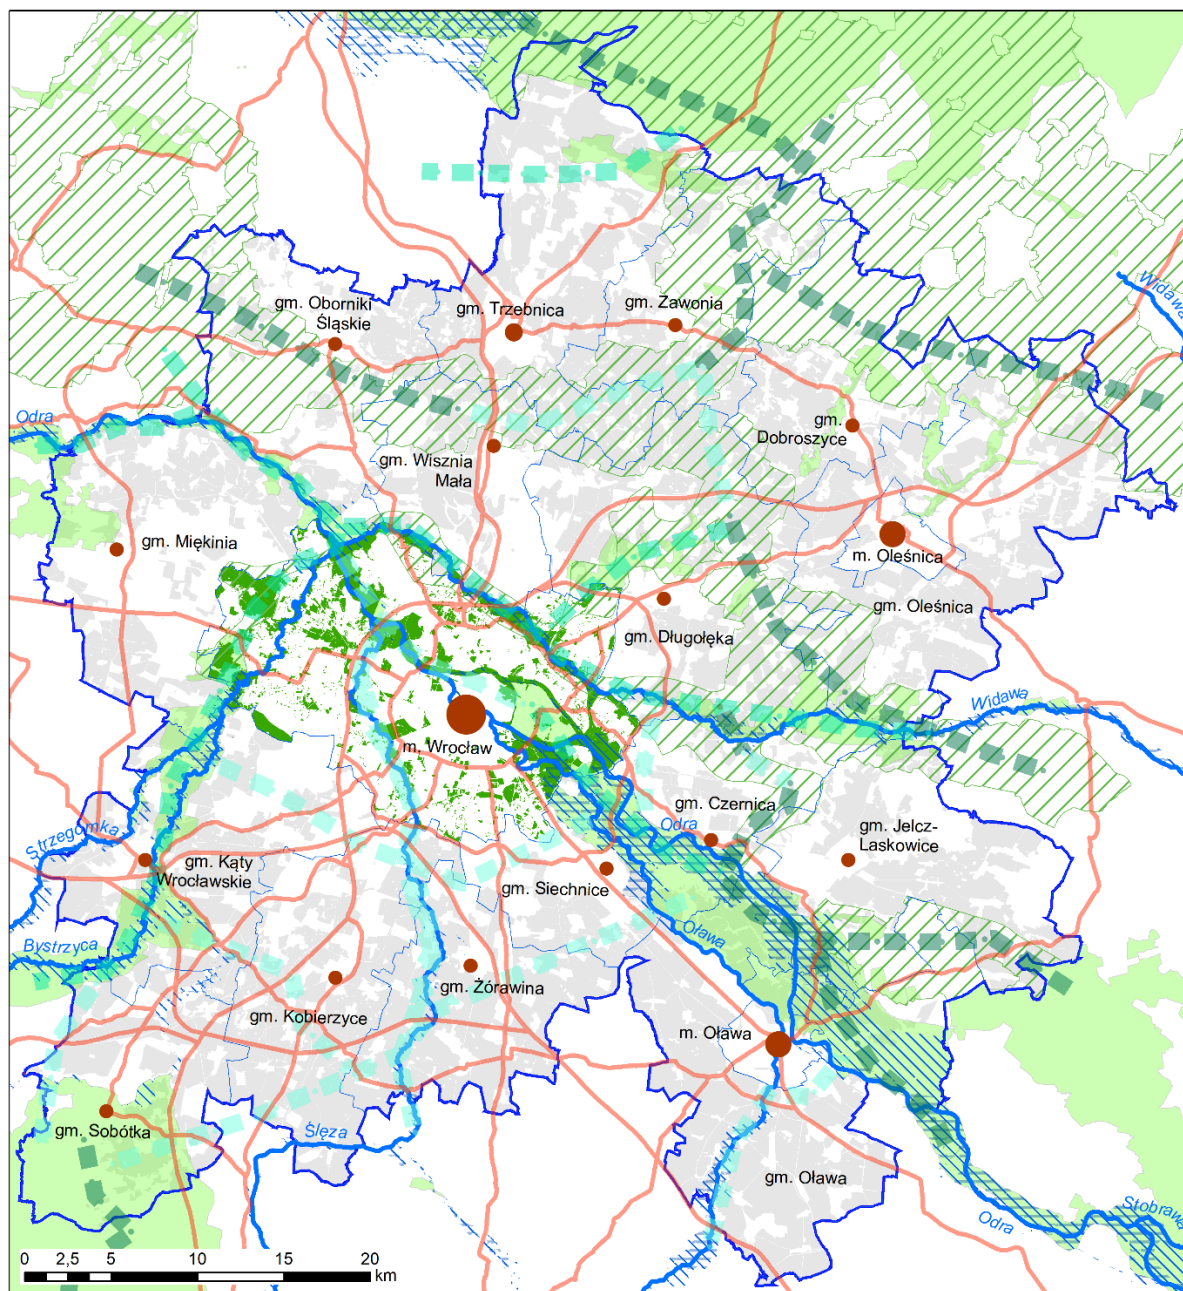 Widawa
gm. Oborniki
Śląskie
gm. Trzebnica
gm. Zawonia
Odra
gm.
Dobroszyce
gm. Wisznia
Mała
gm. Miękinia
m. Oleśnica
gm. Oleśnica
gm. Długołęka
Widawa
m. Wrocław
gm. Czernica
Odra
gm. Jelcz-
Laskowice
Strzegomka
gm. Kąty
Wrocławskie
gm. Siechnice
Oława
Bystrzyca
gm. Żórawina
gm. Kobierzyce
m. Oława
gm. Sobótka
Ślęza
gm. Oława
Stobrawa
Odra
0 2,5 5 10 15 20
km